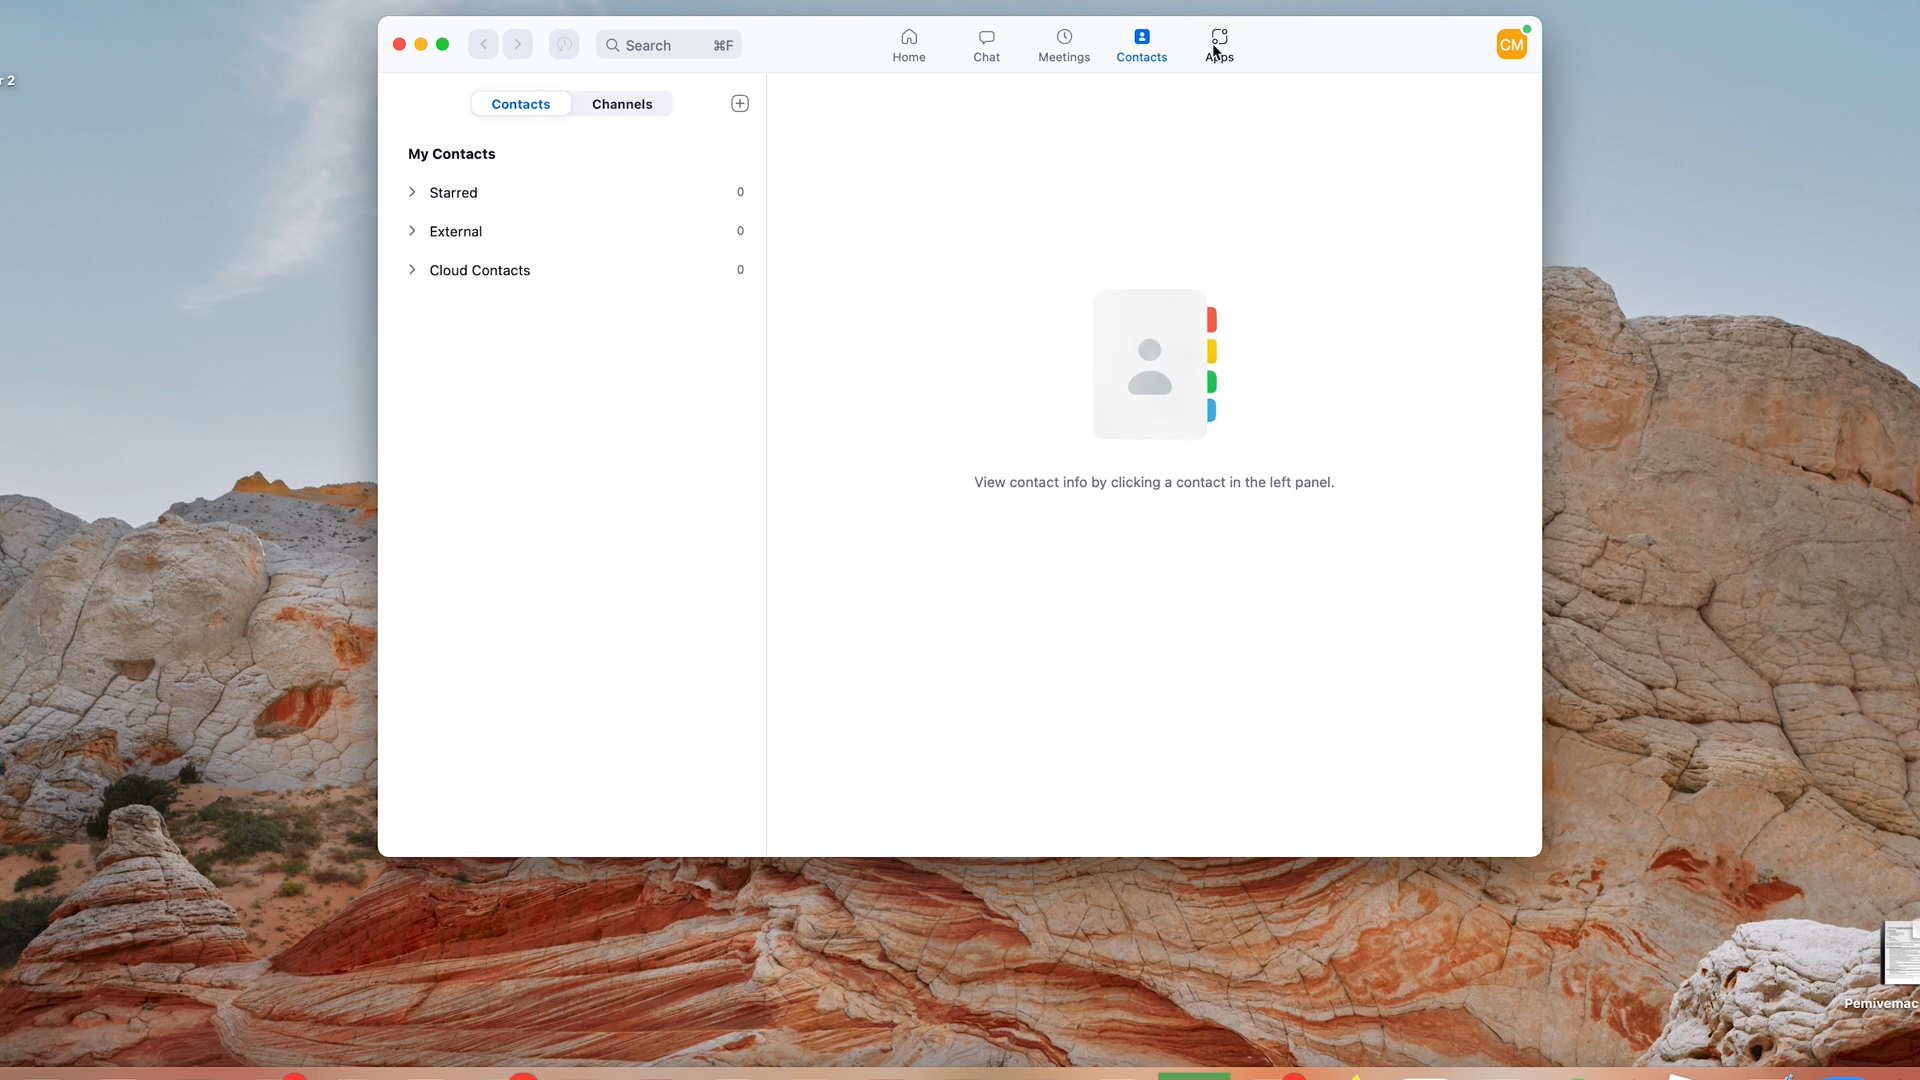 Search ⌘F
Home
Chat
Meetings
Contacts
Apps
CM
r 2
Contacts
Channels
My Contacts
Starred 0
External 0
Cloud Contacts 0
View contact info by clicking a contact in the left panel.
Pemivemac